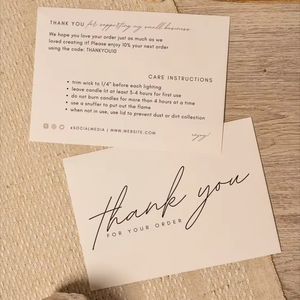 THANK YOU for supporting my small business
We hope you love your order just as much as we
loved creating it! Please enjoy 10% your next order
using the code: THANKYOU10
CARE INSTRUCTIONS
• trim wick to 1/4" before each lighting
• leave candle lit at least 3-4 hours for first use
• do not burn candles for more than 4 hours at a time
• use a snuffer to put out the flame
• when not in use, use lid to prevent dust or dirt collection
#SOCIALMEDIA | WWW.WEBSITE.COM
enjoy!
thank you
FOR YOUR ORDER